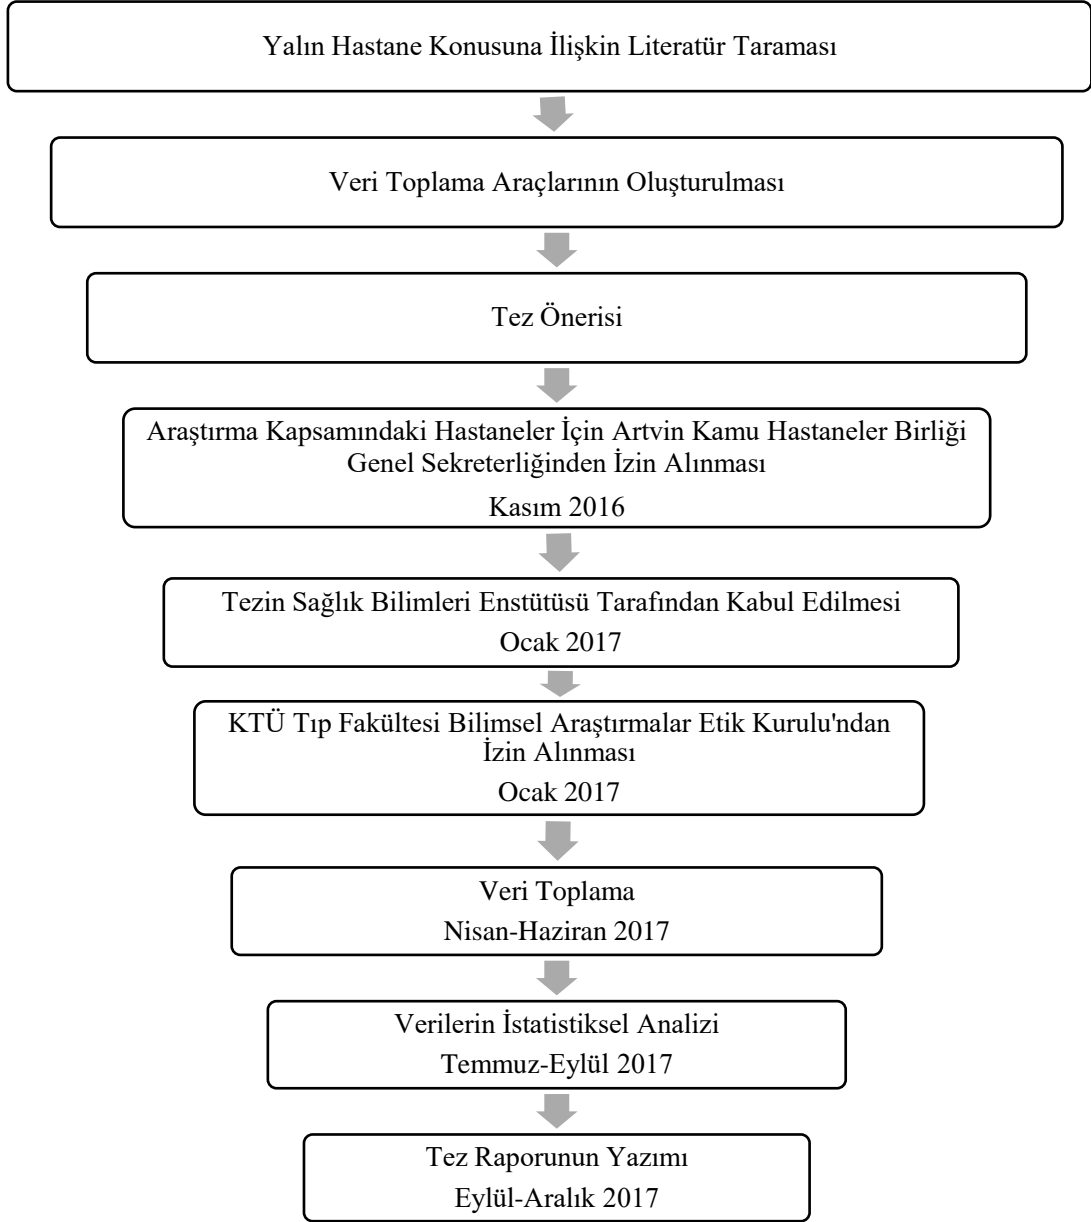 Yalın Hastane Konusuna İlişkin Literatür Taraması
Veri Toplama Araçlarının Oluşturulması
Tez Önerisi
Araştırma Kapsamındaki Hastaneler İçin Artvin Kamu Hastaneler Birliği
Genel Sekreterliğinden İzin Alınması
Kasım 2016
Tezin Sağlık Bilimleri Enstütüsü Tarafından Kabul Edilmesi
Ocak 2017
KTÜ Tıp Fakültesi Bilimsel Araştırmalar Etik Kurulu'ndan
İzin Alınması
Ocak 2017
Veri Toplama
Nisan-Haziran 2017
Verilerin İstatistiksel Analizi
Temmuz-Eylül 2017
Tez Raporunun Yazımı
Eylül-Aralık 2017